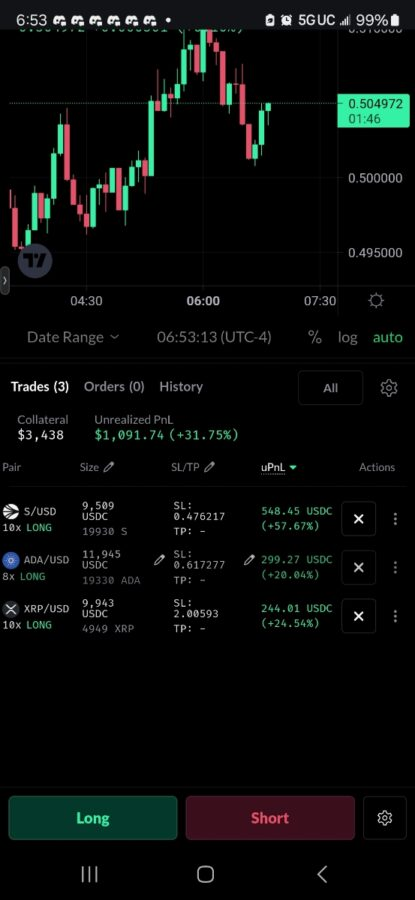 6:53
5G UC 99%
0.504972
01:46
0.500000
0.495000
04:30 06:00 07:30
Date Range 06:53:13 (UTC-4) % log auto
Trades (3) Orders (0) History All
Collateral Unrealized PnL
$3,438 $1,091.74 (+31.75%)
Pair Size SL/TP uPnL Actions
S/USD 9,509 USDC SL: 0.476217 548.45 USDC
10x LONG 19930 S TP: – (+57.67%)
ADA/USD 11,945 USDC SL: 0.617277 299.27 USDC
8x LONG 19330 ADA TP: – (+20.04%)
XRP/USD 9,943 USDC SL: 2.00593 244.01 USDC
10x LONG 4949 XRP TP: – (+24.54%)
Long Short